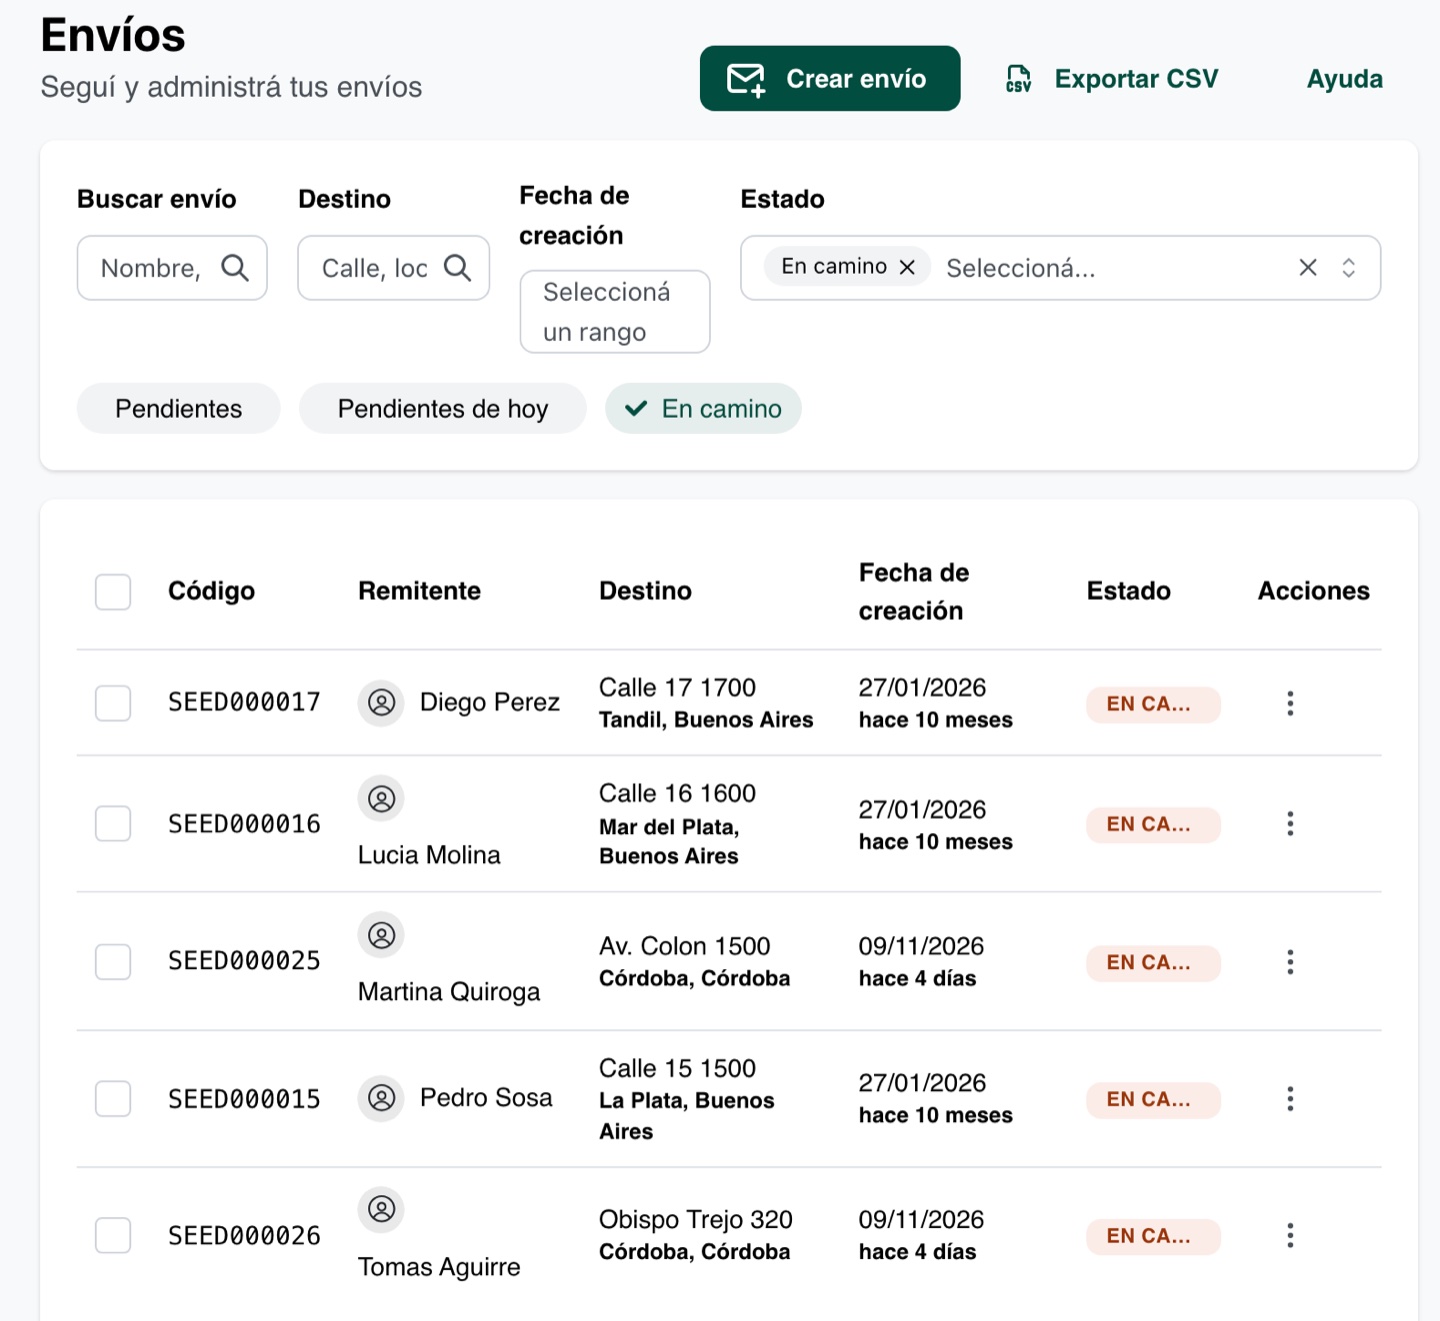 Envíos
Seguí y administrá tus envíos
Crear envío
CSV
Exportar CSV
Ayuda
Buscar envío
Nombre,
Destino
Calle, loc
Fecha de
creación
Seleccioná
un rango
Estado
En camino
Seleccioná...
Pendientes
Pendientes de hoy
En camino
Código
Remitente
Destino
Fecha de
creación
Estado
Acciones
SEED000017
Diego Perez
Calle 17 1700
Tandil, Buenos Aires
27/01/2026
hace 10 meses
EN CA...
SEED000016
Lucia Molina
Calle 16 1600
Mar del Plata,
Buenos Aires
27/01/2026
hace 10 meses
EN CA...
SEED000025
Martina Quiroga
Av. Colon 1500
Córdoba, Córdoba
09/11/2026
hace 4 días
EN CA...
SEED000015
Pedro Sosa
Calle 15 1500
La Plata, Buenos
Aires
27/01/2026
hace 10 meses
EN CA...
SEED000026
Tomas Aguirre
Obispo Trejo 320
Córdoba, Córdoba
09/11/2026
hace 4 días
EN CA...